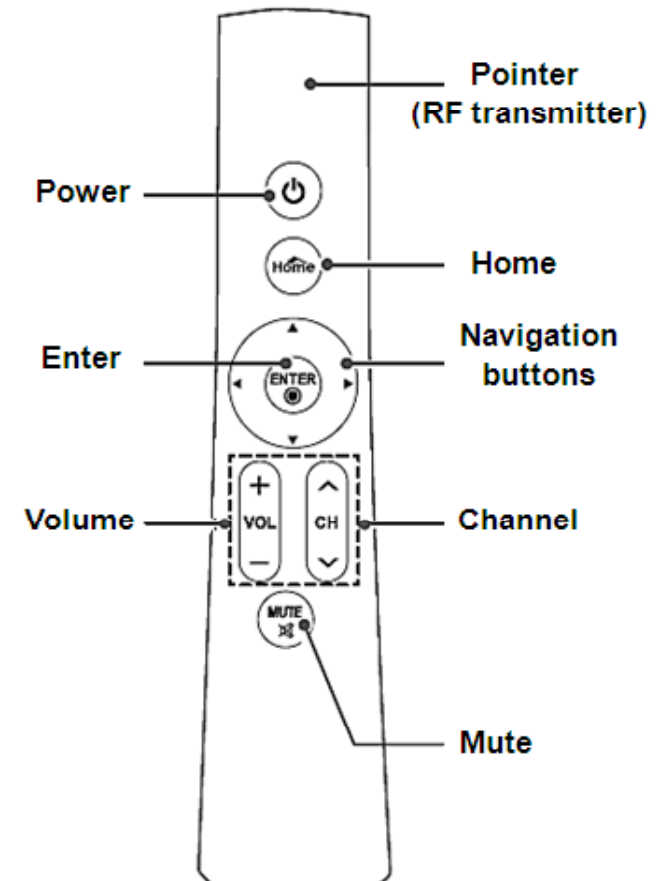 Pointer
(RF transmitter)
Power
Home
Home
Enter
ENTER
Navigation
buttons
Volume
+
VOL
−
CH
Channel
MUTE
Mute